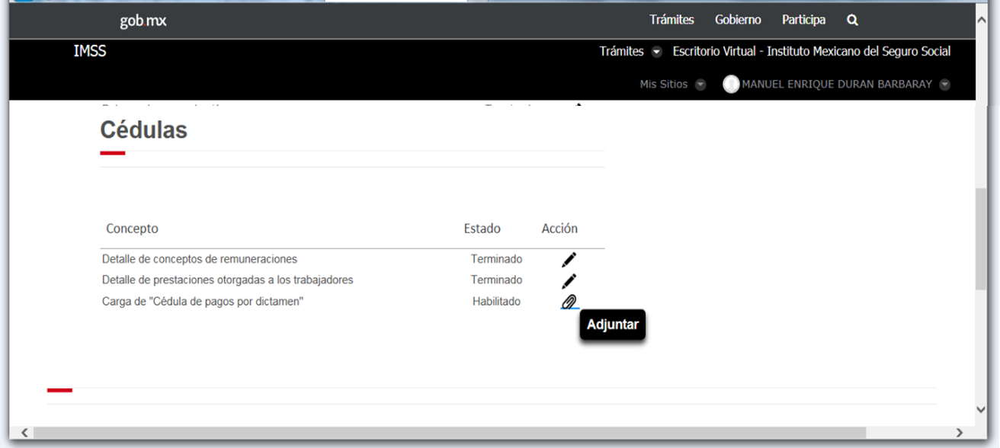 gob.mx
Trámites Gobierno Participa
IMSS
Trámites Escritorio Virtual - Instituto Mexicano del Seguro Social
Mis Sitios MANUEL ENRIQUE DURAN BARBARAY
Cédulas
Concepto Estado Acción
Detalle de conceptos de remuneraciones Terminado
Detalle de prestaciones otorgadas a los trabajadores Terminado
Carga de "Cédula de pagos por dictamen" Habilitado
Adjuntar